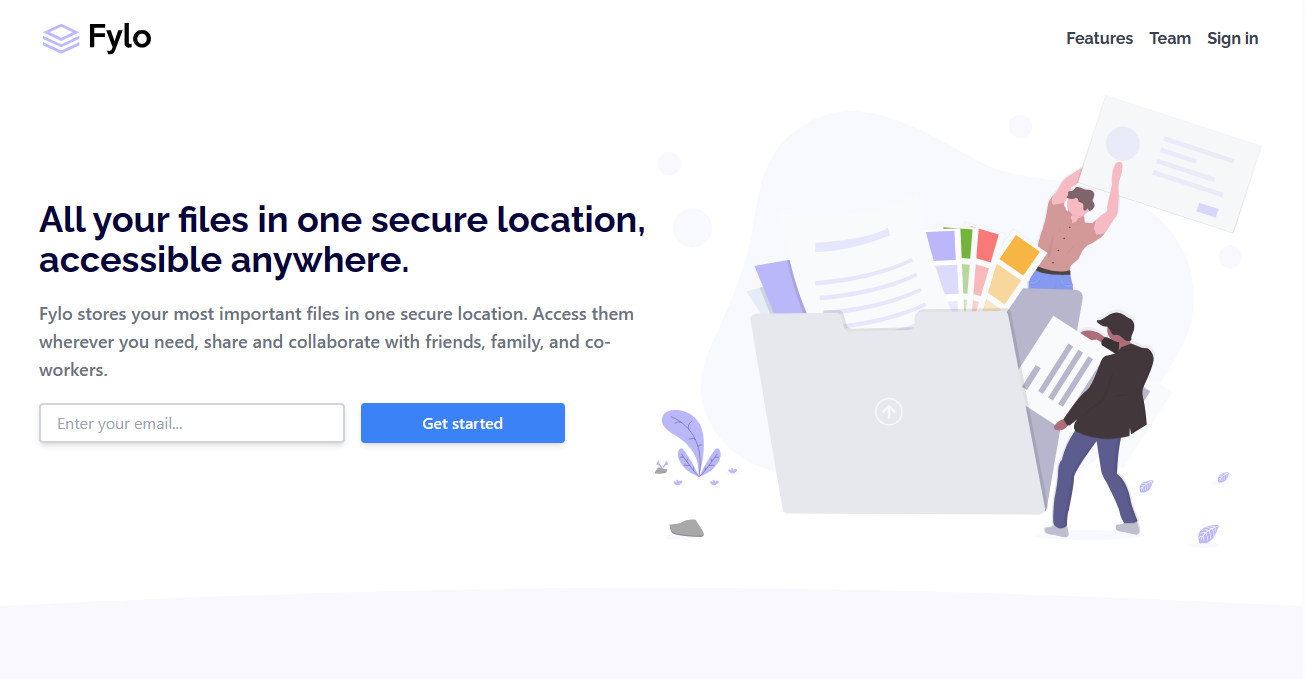 Fylo
Features Team Sign in
All your files in one secure location,
accessible anywhere.
Fylo stores your most important files in one secure location. Access them
wherever you need, share and collaborate with friends, family, and co-
workers.
Enter your email...
Get started